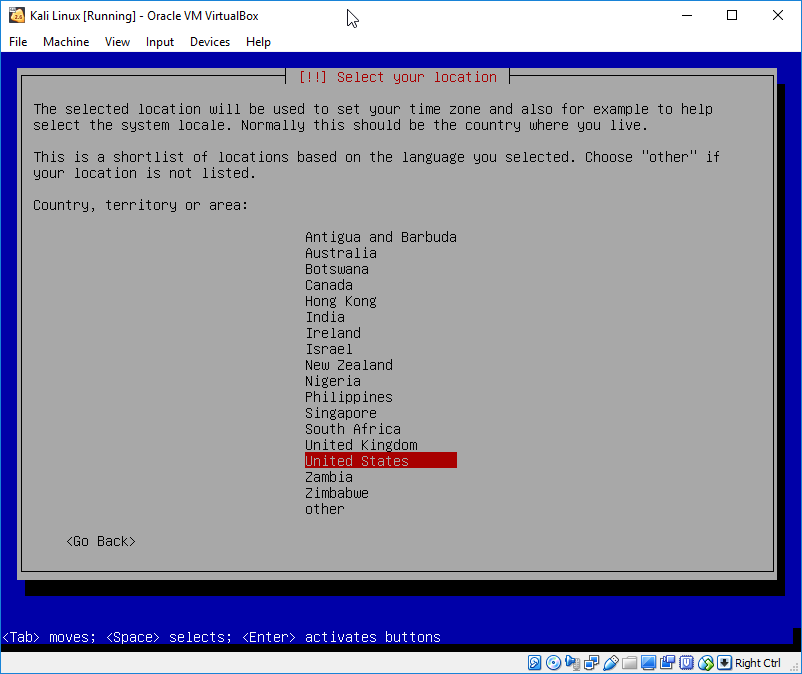 Kali Linux [Running] - Oracle VM VirtualBox
File Machine View Input Devices Help
[!!] Select your location
The selected location will be used to set your time zone and also for example to help
select the system locale. Normally this should be the country where you live.
This is a shortlist of locations based on the language you selected. Choose "other" if
your location is not listed.
Country, territory or area:
Antigua and Barbuda
Australia
Botswana
Canada
Hong Kong
India
Ireland
Israel
New Zealand
Nigeria
Philippines
Singapore
South Africa
United Kingdom
United States
Zambia
Zimbabwe
other
<Go Back>
<Tab> moves; <Space> selects; <Enter> activates buttons
Right Ctrl